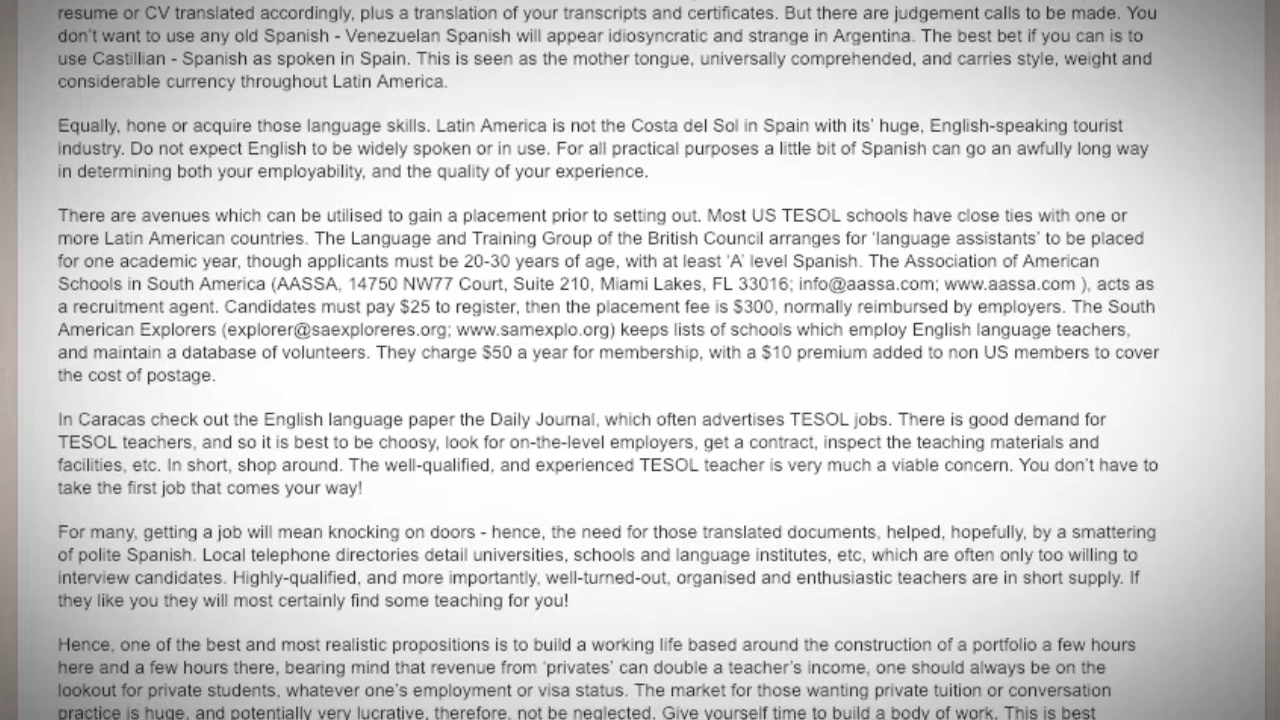 resume or CV translated accordingly, plus a translation of your transcripts and certificates. But there are judgement calls to be made. You
don't want to use any old Spanish - Venezuelan Spanish will appear idiosyncratic and strange in Argentina. The best bet if you can is to
use Castillian - Spanish as spoken in Spain. This is seen as the mother tongue, universally comprehended, and carries style, weight and
considerable currency throughout Latin America.
Equally, hone or acquire those language skills. Latin America is not the Costa del Sol in Spain with its' huge, English-speaking tourist
industry. Do not expect English to be widely spoken or in use. For all practical purposes a little bit of Spanish can go an awfully long way
in determining both your employability, and the quality of your experience.
There are avenues which can be utilised to gain a placement prior to setting out. Most US TESOL schools have close ties with one or
more Latin American countries. The Language and Training Group of the British Council arranges for 'language assistants' to be placed
for one academic year, though applicants must be 20-30 years of age, with at least 'A' level Spanish. The Association of American
Schools in South America (AASSA, 14750 NW77 Court, Suite 210, Miami Lakes, FL 33016; info@aassa.com; www.aassa.com ), acts as
a recruitment agent. Candidates must pay $25 to register, then the placement fee is $300, normally reimbursed by employers. The South
American Explorers (explorer@saexploreres.org; www.samexplo.org) keeps lists of schools which employ English language teachers,
and maintain a database of volunteers. They charge $50 a year for membership, with a $10 premium added to non US members to cover
the cost of postage.
In Caracas check out the English language paper the Daily Journal, which often advertises TESOL jobs. There is good demand for
TESOL teachers, and so it is best to be choosy, look for on-the-level employers, get a contract, inspect the teaching materials and
facilities, etc. In short, shop around. The well-qualified, and experienced TESOL teacher is very much a viable concern. You don't have to
take the first job that comes your way!
For many, getting a job will mean knocking on doors - hence, the need for those translated documents, helped, hopefully, by a smattering
of polite Spanish. Local telephone directories detail universities, schools and language institutes, etc, which are often only too willing to
interview candidates. Highly-qualified, and more importantly, well-turned-out, organised and enthusiastic teachers are in short supply. If
they like you they will most certainly find some teaching for you!
Hence, one of the best and most realistic propositions is to build a working life based around the construction of a portfolio a few hours
here and a few hours there, bearing mind that revenue from 'privates' can double a teacher's income, one should always be on the
lookout for private students, whatever one's employment or visa status. The market for those wanting private tuition or conversation
practice is huge, and potentially very lucrative, therefore, not be neglected. Give yourself time to build a body of work. This is best